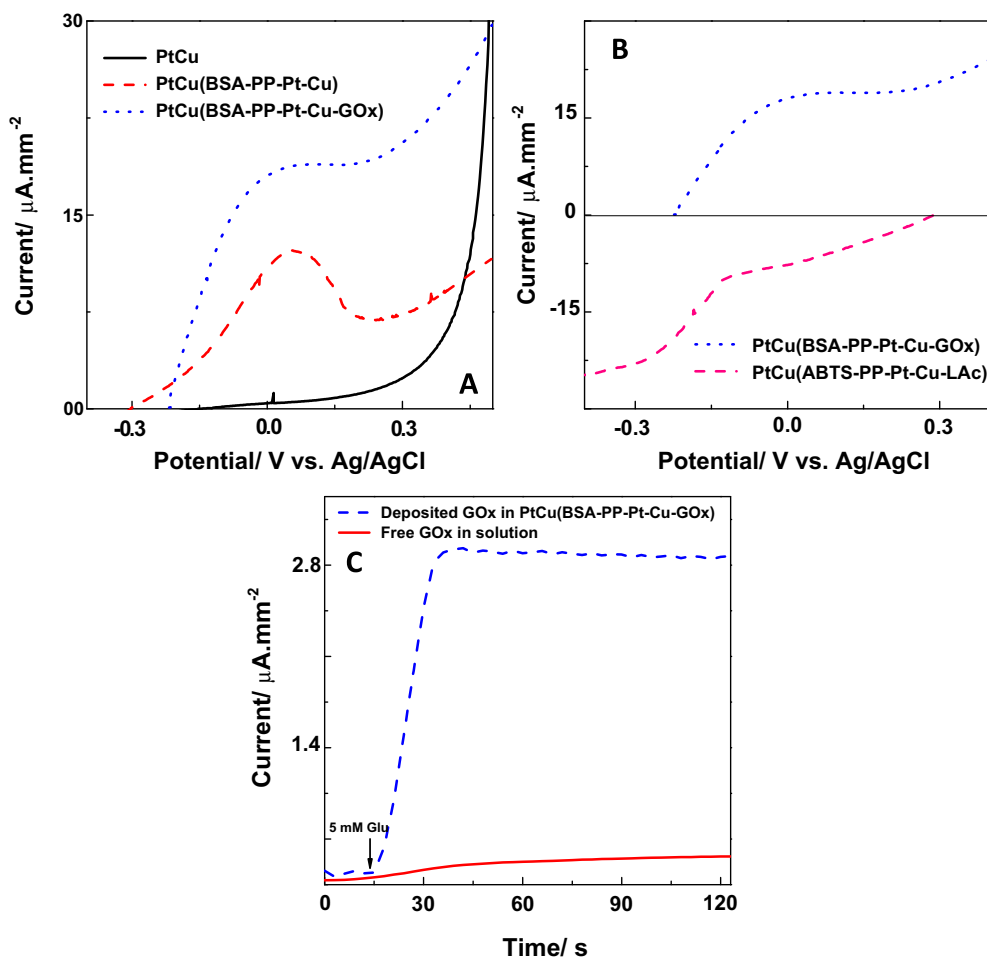 30
15
00
Current/ μA.mm-2
PtCu
PtCu(BSA-PP-Pt-Cu)
PtCu(BSA-PP-Pt-Cu-GOx)
A
-0.3 0.0 0.3
Potential/ V vs. Ag/AgCl
B
15
0
-15
Current/ μA.mm-2
PtCu(BSA-PP-Pt-Cu-GOx)
PtCu(ABTS-PP-Pt-Cu-LAc)
-0.3 0.0 0.3
Potential/ V vs. Ag/AgCl
Deposited GOx in PtCu(BSA-PP-Pt-Cu-GOx)
Free GOx in solution
C
2.8
1.4
Current/ μA.mm-2
5 mM Glu
0 30 60 90 120
Time/ s